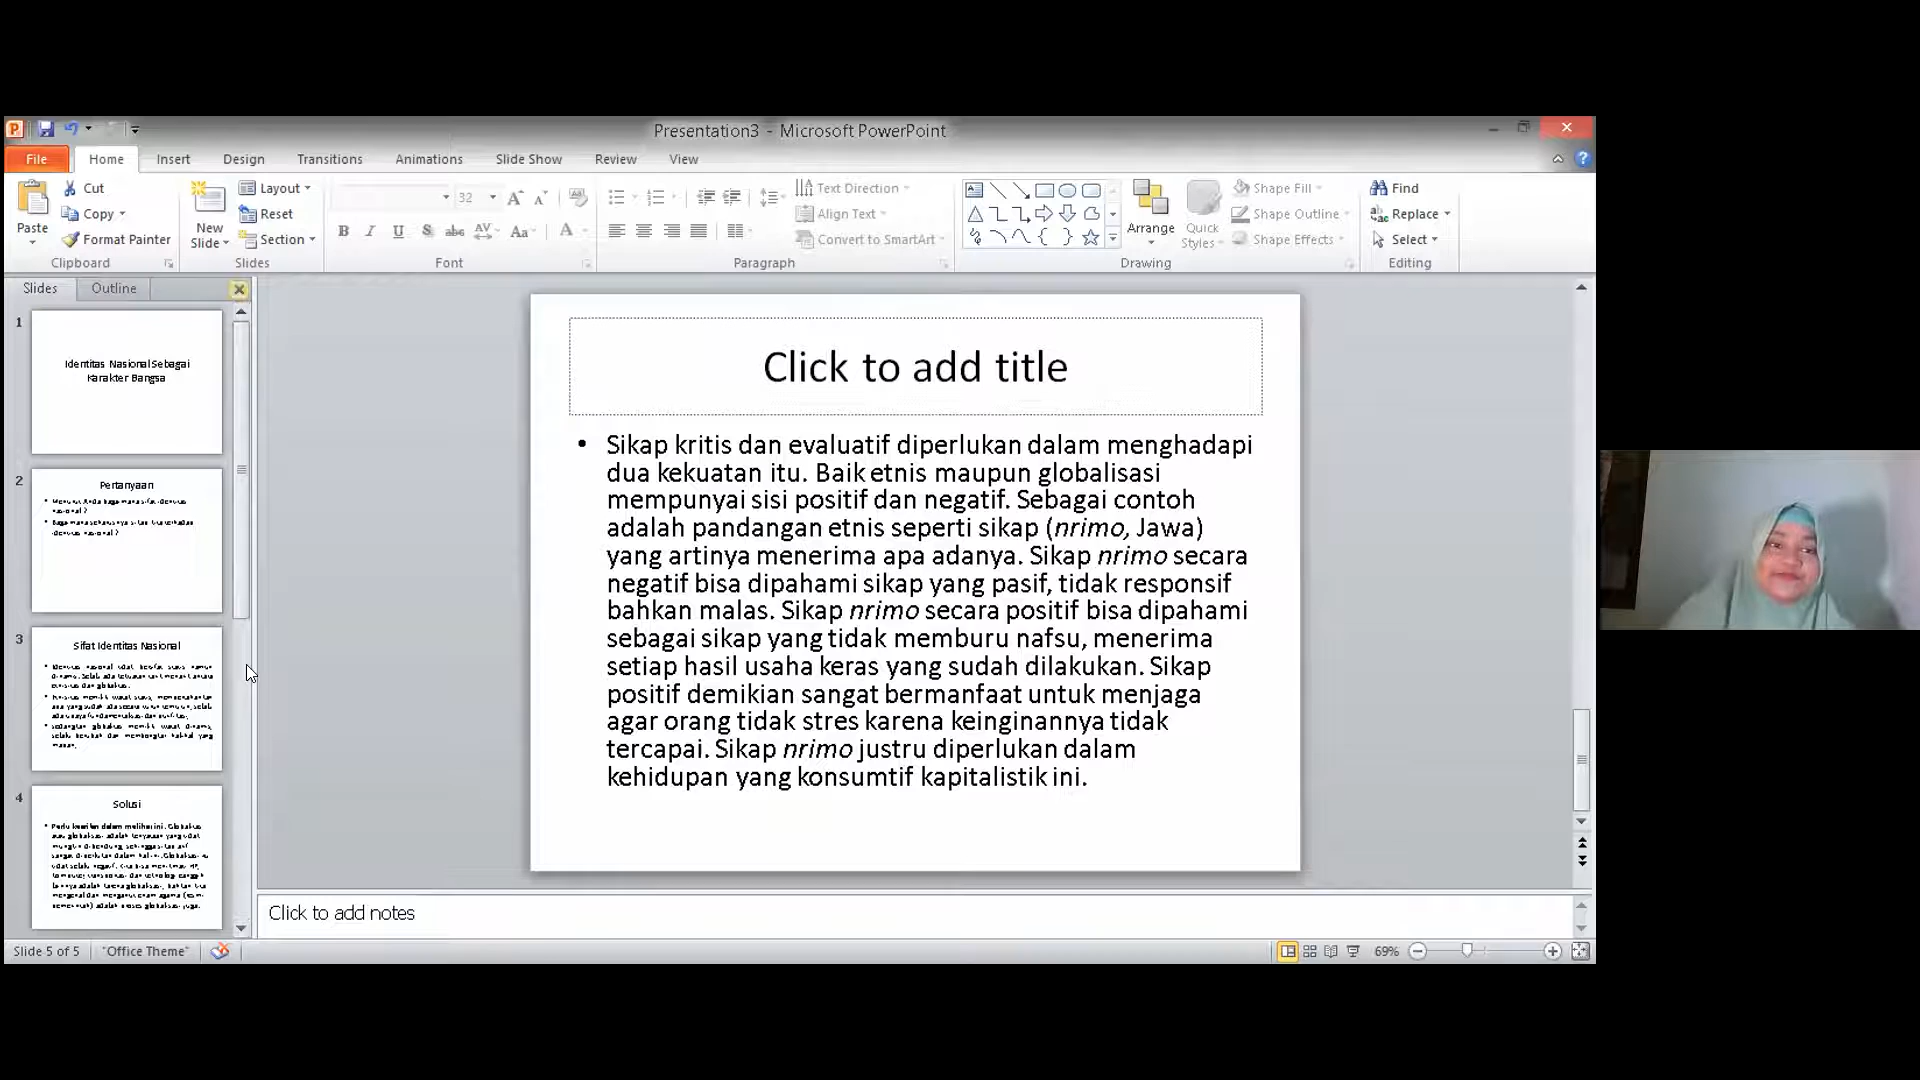 Presentation3 - Microsoft PowerPoint
File Home Insert Design Transitions Animations Slide Show Review View
Cut
Copy
Format Painter
Paste
Clipboard
New
Slide
Layout
Reset
Section
Slides
32
B I U S abc AV Aa A
Font
Text Direction
Align Text
Convert to SmartArt
Paragraph
Arrange
Quick
Styles
Shape Fill
Shape Outline
Shape Effects
Drawing
Find
Replace
Select
Editing
Slides Outline
1
Identitas Nasional Sebagai
Karakter Bangsa
2
Pertanyaan
3
Sifat Identitas Nasional
4
Solusi
Click to add title
• Sikap kritis dan evaluatif diperlukan dalam menghadapi
dua kekuatan itu. Baik etnis maupun globalisasi
mempunyai sisi positif dan negatif. Sebagai contoh
adalah pandangan etnis seperti sikap (nrimo, Jawa)
yang artinya menerima apa adanya. Sikap nrimo secara
negatif bisa dipahami sikap yang pasif, tidak responsif
bahkan malas. Sikap nrimo secara positif bisa dipahami
sebagai sikap yang tidak memburu nafsu, menerima
setiap hasil usaha keras yang sudah dilakukan. Sikap
positif demikian sangat bermanfaat untuk menjaga
agar orang tidak stres karena keinginannya tidak
tercapai. Sikap nrimo justru diperlukan dalam
kehidupan yang konsumtif kapitalistik ini.
Click to add notes
Slide 5 of 5 "Office Theme" 69%